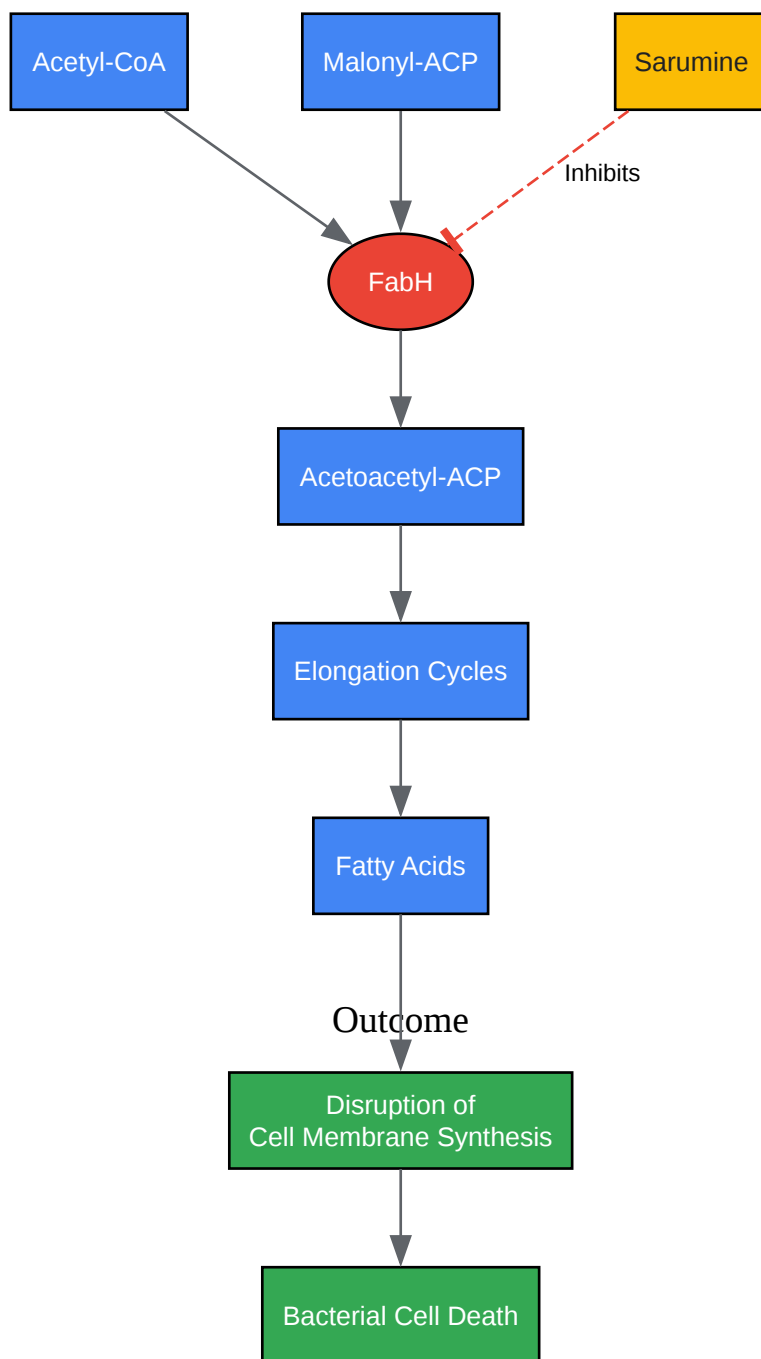 Acetyl-CoA
Malonyl-ACP
Sarumine
Inhibits
FabH
Acetoacetyl-ACP
Elongation Cycles
Fatty Acids
Outcome
Disruption of
Cell Membrane Synthesis
Bacterial Cell Death